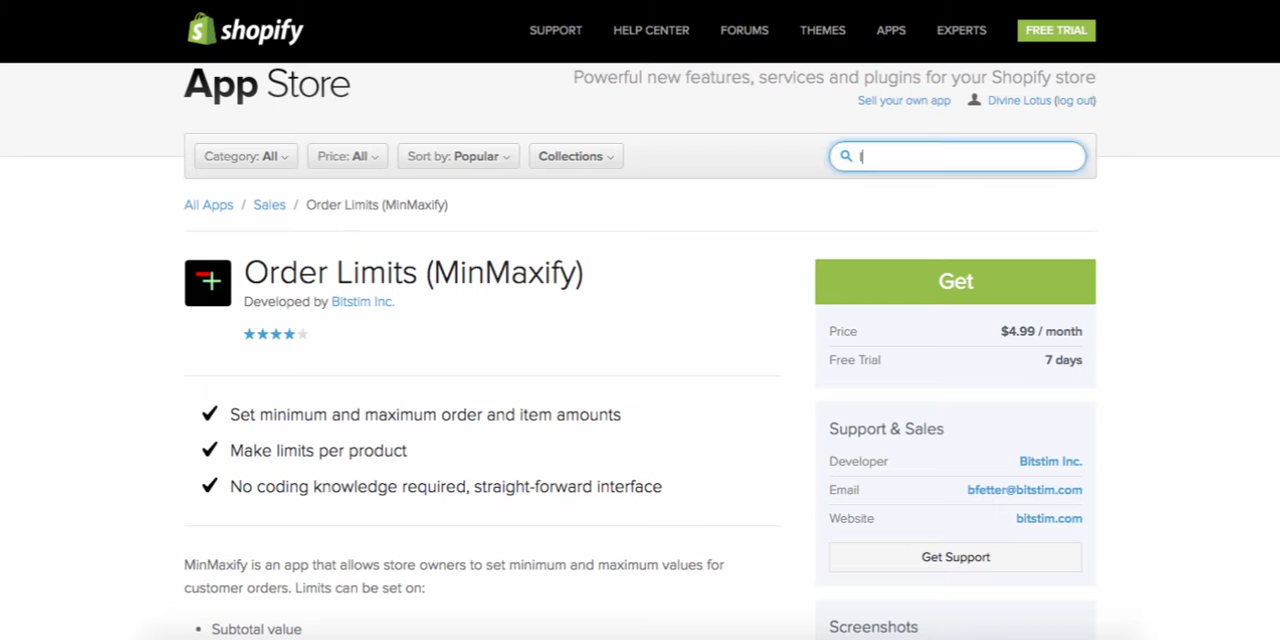 shopify
SUPPORT HELP CENTER FORUMS THEMES APPS EXPERTS FREE TRIAL
App Store
Powerful new features, services and plugins for your Shopify store
Sell your own app Divine Lotus (log out)
Category: All Price: All Sort by: Popular Collections
All Apps / Sales / Order Limits (MinMaxify)
Order Limits (MinMaxify)
Developed by Bitstim Inc.
Get
Price $4.99 / month
Free Trial 7 days
Set minimum and maximum order and item amounts
Make limits per product
No coding knowledge required, straight-forward interface
Support & Sales
Developer Bitstim Inc.
Email bfetter@bitstim.com
Website bitstim.com
Get Support
MinMaxify is an app that allows store owners to set minimum and maximum values for
customer orders. Limits can be set on:
• Subtotal value
Screenshots